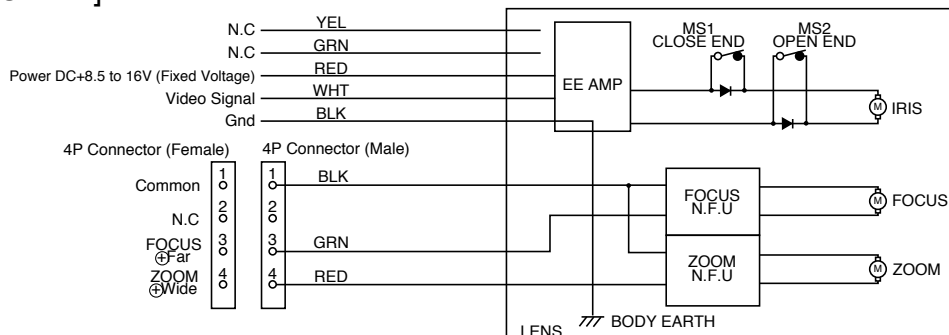 ]
N.C YEL
N.C GRN
Power DC+8.5 to 16V (Fixed Voltage) RED
Video Signal WHT
Gnd BLK
EE AMP
MS1
CLOSE END
MS2
OPEN END
M IRIS
4P Connector (Female) 4P Connector (Male)
Common 1 1 BLK
N.C 2 2
FOCUS
⊕Far 3 3 GRN
ZOOM
⊕Wide 4 4 RED
FOCUS
N.F.U
M FOCUS
ZOOM
N.F.U
M ZOOM
LENS
BODY EARTH